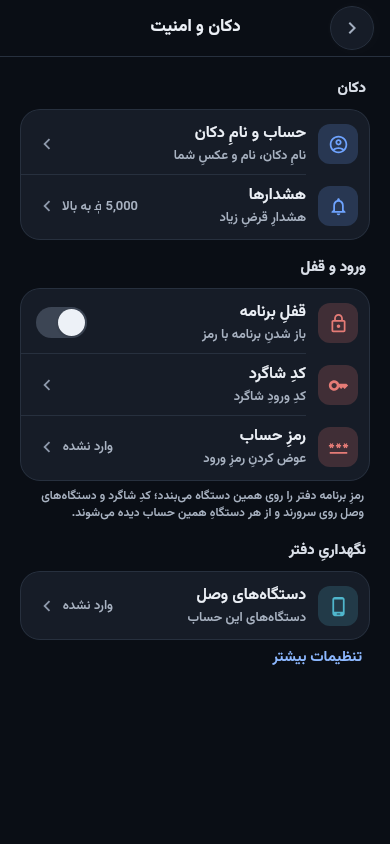 دکان و امنیت
دکان
حساب و نامِ دکان
نامِ دکان، نام و عکسِ شما
هشدارها
هشدارِ قرضِ زیاد
5,000 ؋ به بالا
ورود و قفل
قفلِ برنامه
باز شدنِ برنامه با رمز
کدِ شاگرد
کدِ ورودِ شاگرد
رمزِ حساب
عوض کردنِ رمزِ ورود
وارد نشده
رمزِ برنامه دفتر را روی همین دستگاه می‌بندد؛ کدِ شاگرد و دستگاه‌های
وصل روی سرورند و از هر دستگاهِ همین حساب دیده می‌شوند.
نگهداریِ دفتر
دستگاه‌های وصل
دستگاه‌های این حساب
وارد نشده
تنظیمات بیشتر